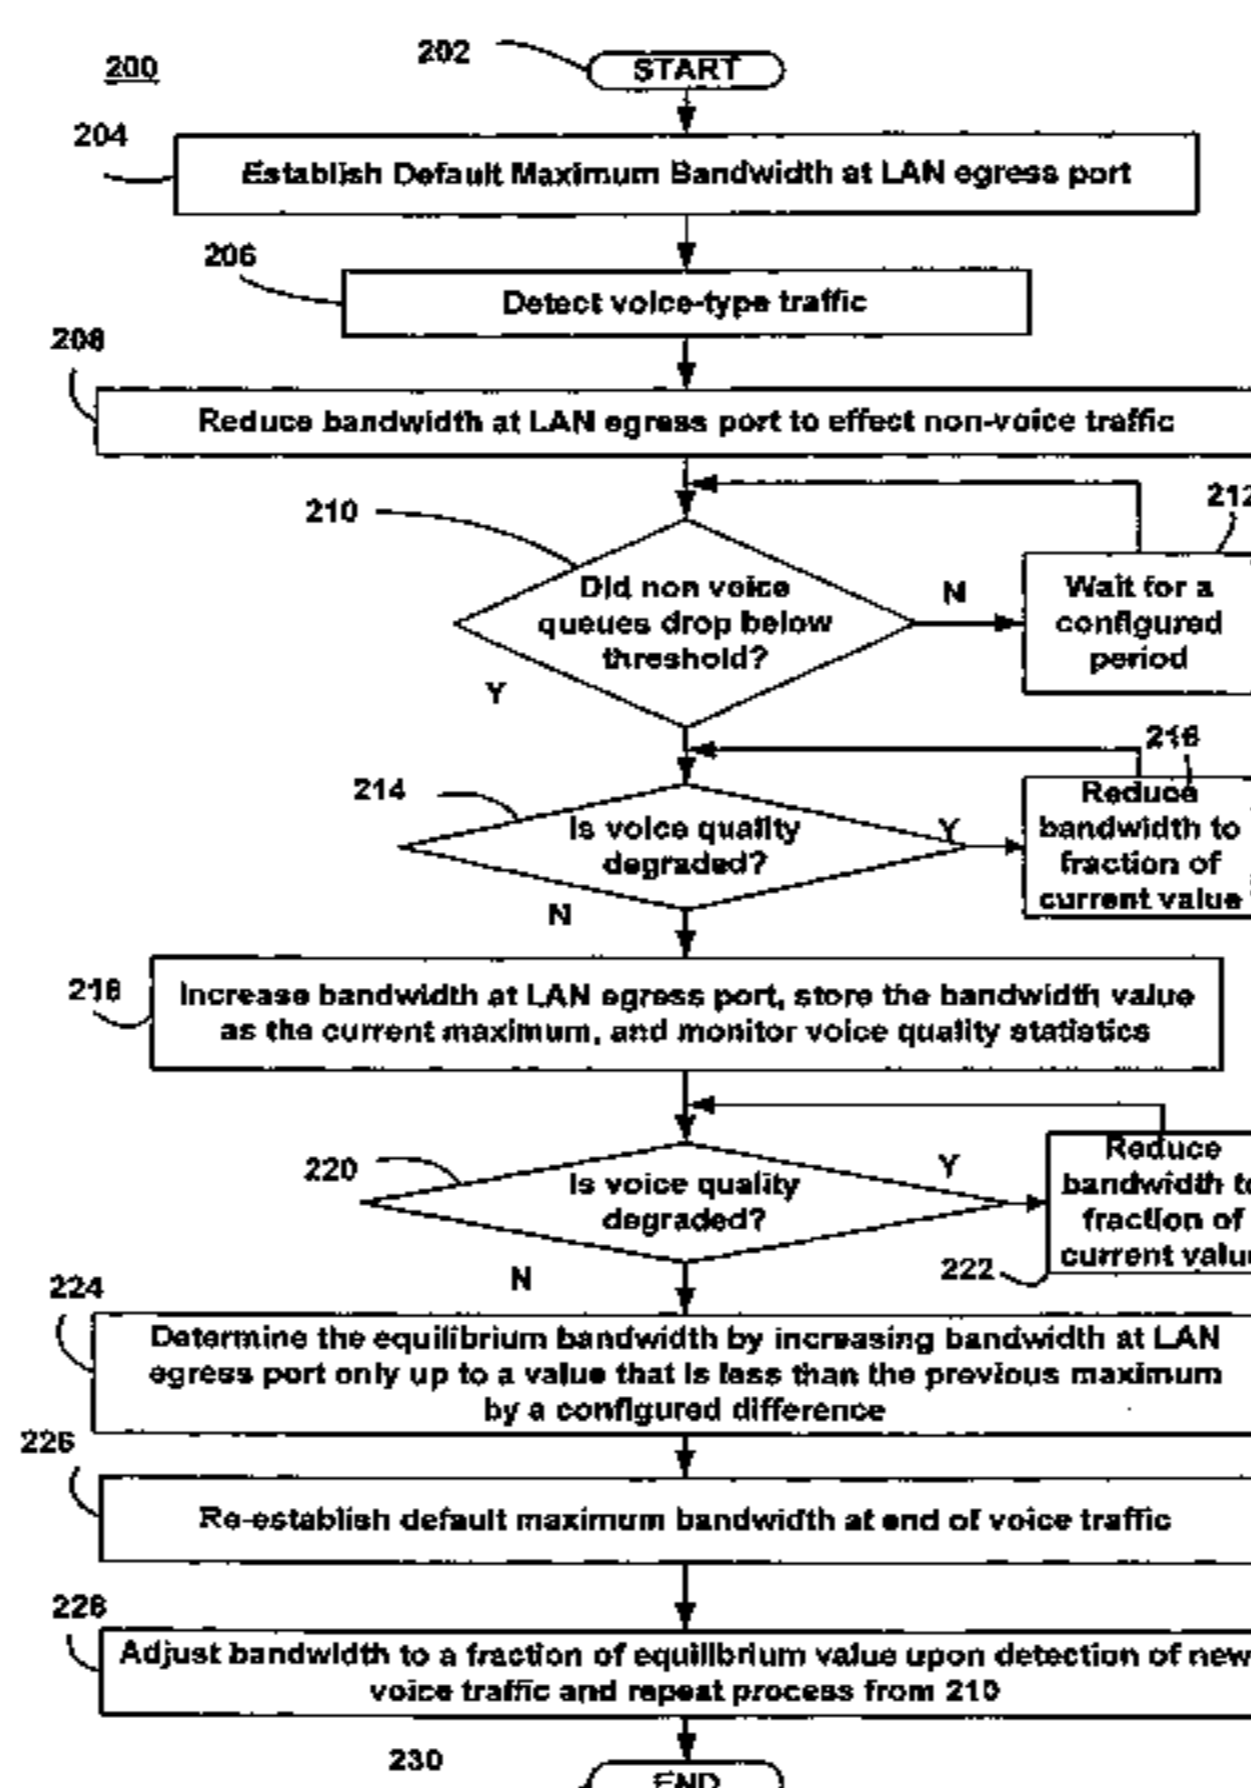 200
202
START
204
Establish Default Maximum Bandwidth at LAN egress port
206
Detect voice-type traffic
208
Reduce bandwidth at LAN egress port to effect non-voice traffic
210
212
Did non voice
queues drop below
threshold?
N
Wait for a
configured
period
Y
214
216
Is voice quality
degraded?
Y
Reduce
bandwidth to
fraction of
current value
N
218
Increase bandwidth at LAN egress port, store the bandwidth value
as the current maximum, and monitor voice quality statistics
220
Is voice quality
degraded?
Y
Reduce
bandwidth to
fraction of
current value
222
N
224
Determine the equilibrium bandwidth by increasing bandwidth at LAN
egress port only up to a value that is less than the previous maximum
by a configured difference
226
Re-establish default maximum bandwidth at end of voice traffic
228
Adjust bandwidth to a fraction of equilibrium value upon detection of new
voice traffic and repeat process from 210
230
END